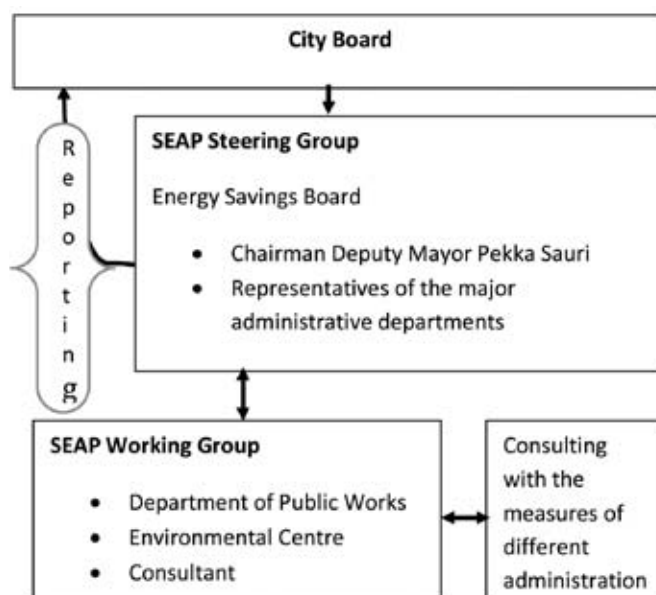 City Board
Reporting
SEAP Steering Group
Energy Savings Board
• Chairman Deputy Mayor Pekka Sauri
• Representatives of the major
administrative departments
SEAP Working Group
• Department of Public Works
• Environmental Centre
• Consultant
Consulting
with the
measures of
different
administration